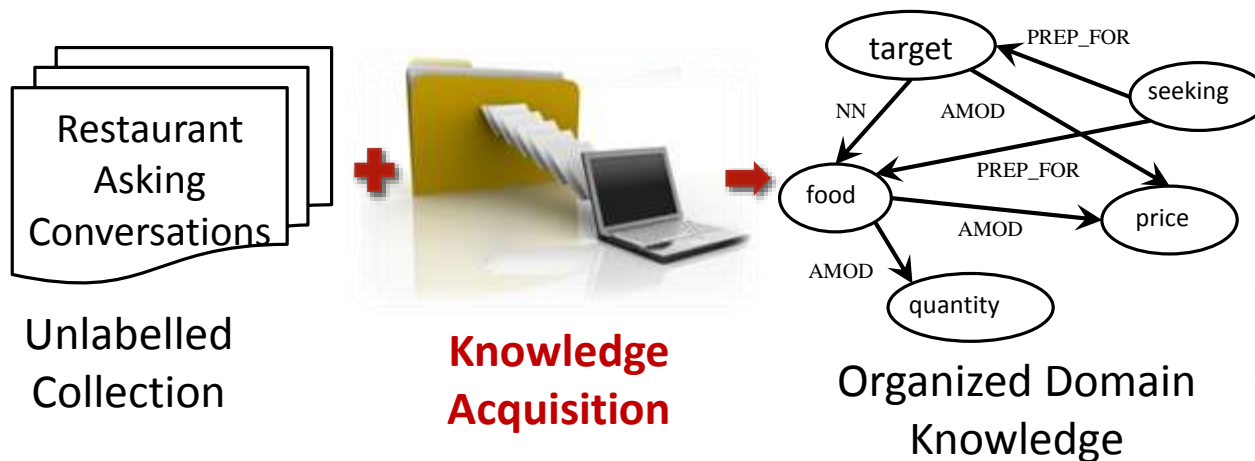 Restaurant
Asking
Conversations
Unlabelled
Collection
Knowledge
Acquisition
target
PREP_FOR
seeking
NN
AMOD
PREP_FOR
food
price
AMOD
AMOD
quantity
Organized Domain
Knowledge